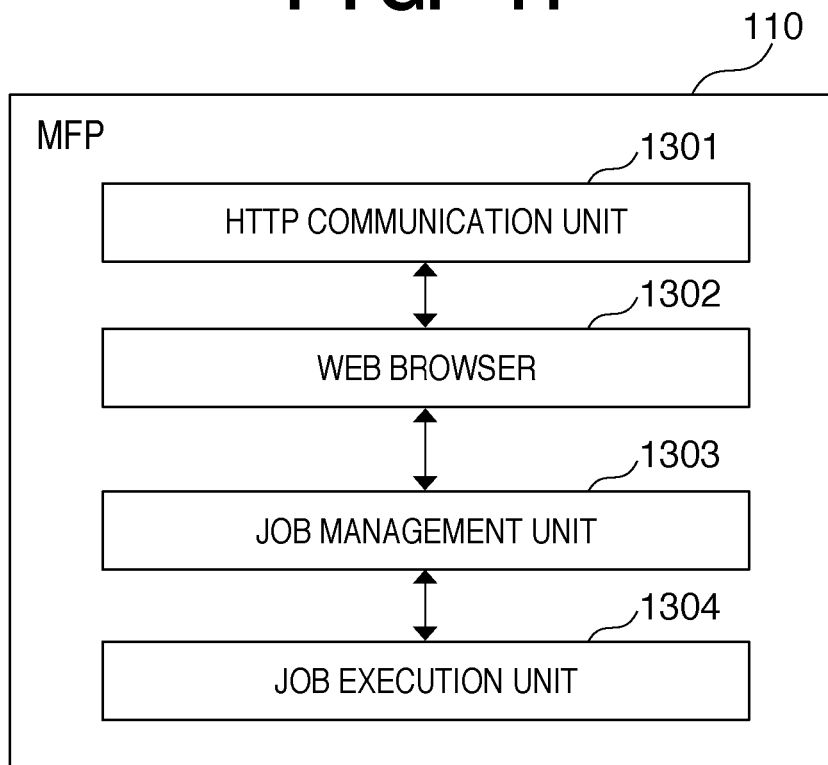 110
MFP
1301
HTTP COMMUNICATION UNIT
1302
WEB BROWSER
1303
JOB MANAGEMENT UNIT
1304
JOB EXECUTION UNIT